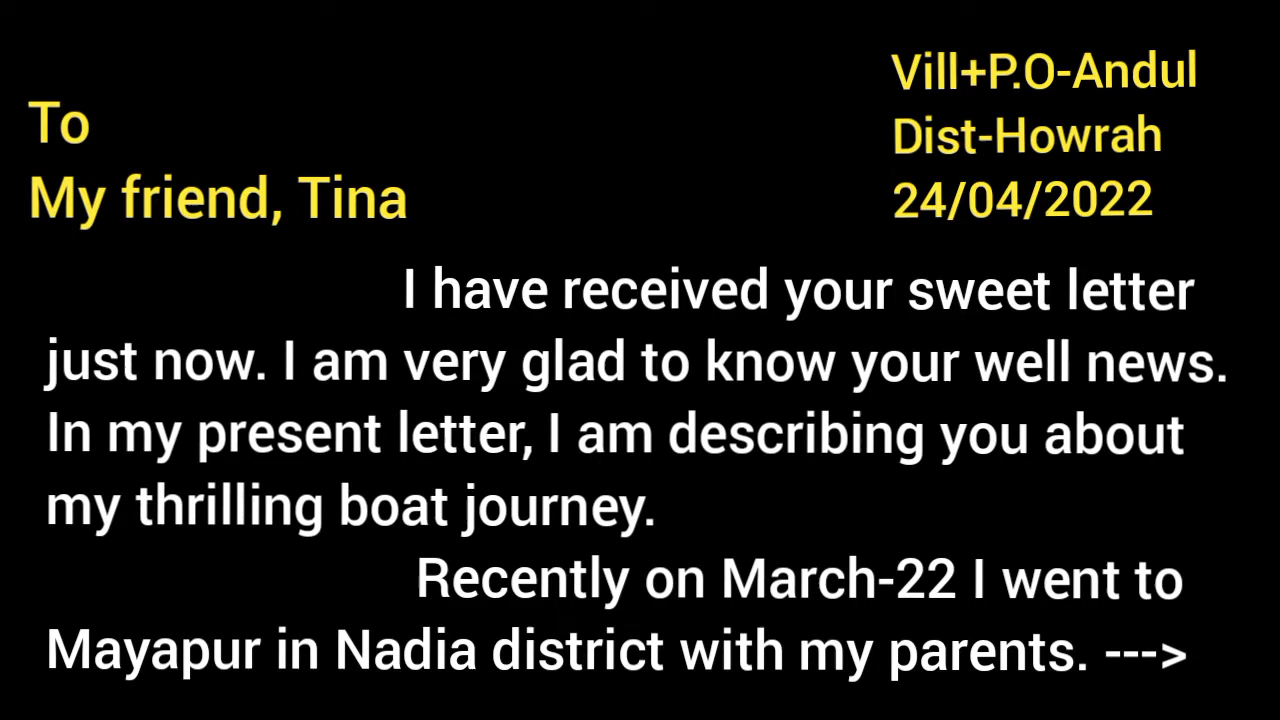 Vill+P.O-Andul
Dist-Howrah
24/04/2022
To
My friend, Tina
I have received your sweet letter
just now. I am very glad to know your well news.
In my present letter, I am describing you about
my thrilling boat journey.
Recently on March-22 I went to
Mayapur in Nadia district with my parents. --->